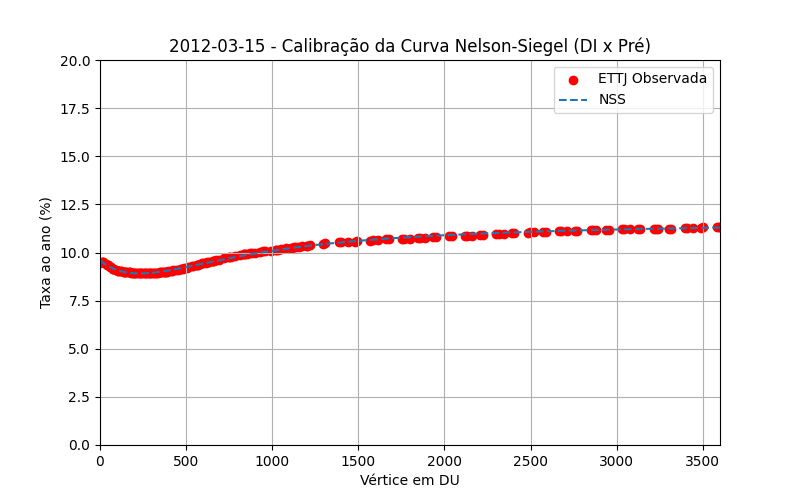 2012-03-15 - Calibração da Curva Nelson-Siegel (DI x Pré)
ETTJ Observada
NSS
Taxa ao ano (%)
20.0
17.5
15.0
12.5
10.0
7.5
5.0
2.5
0.0
0 500 1000 1500 2000 2500 3000 3500
Vértice em DU